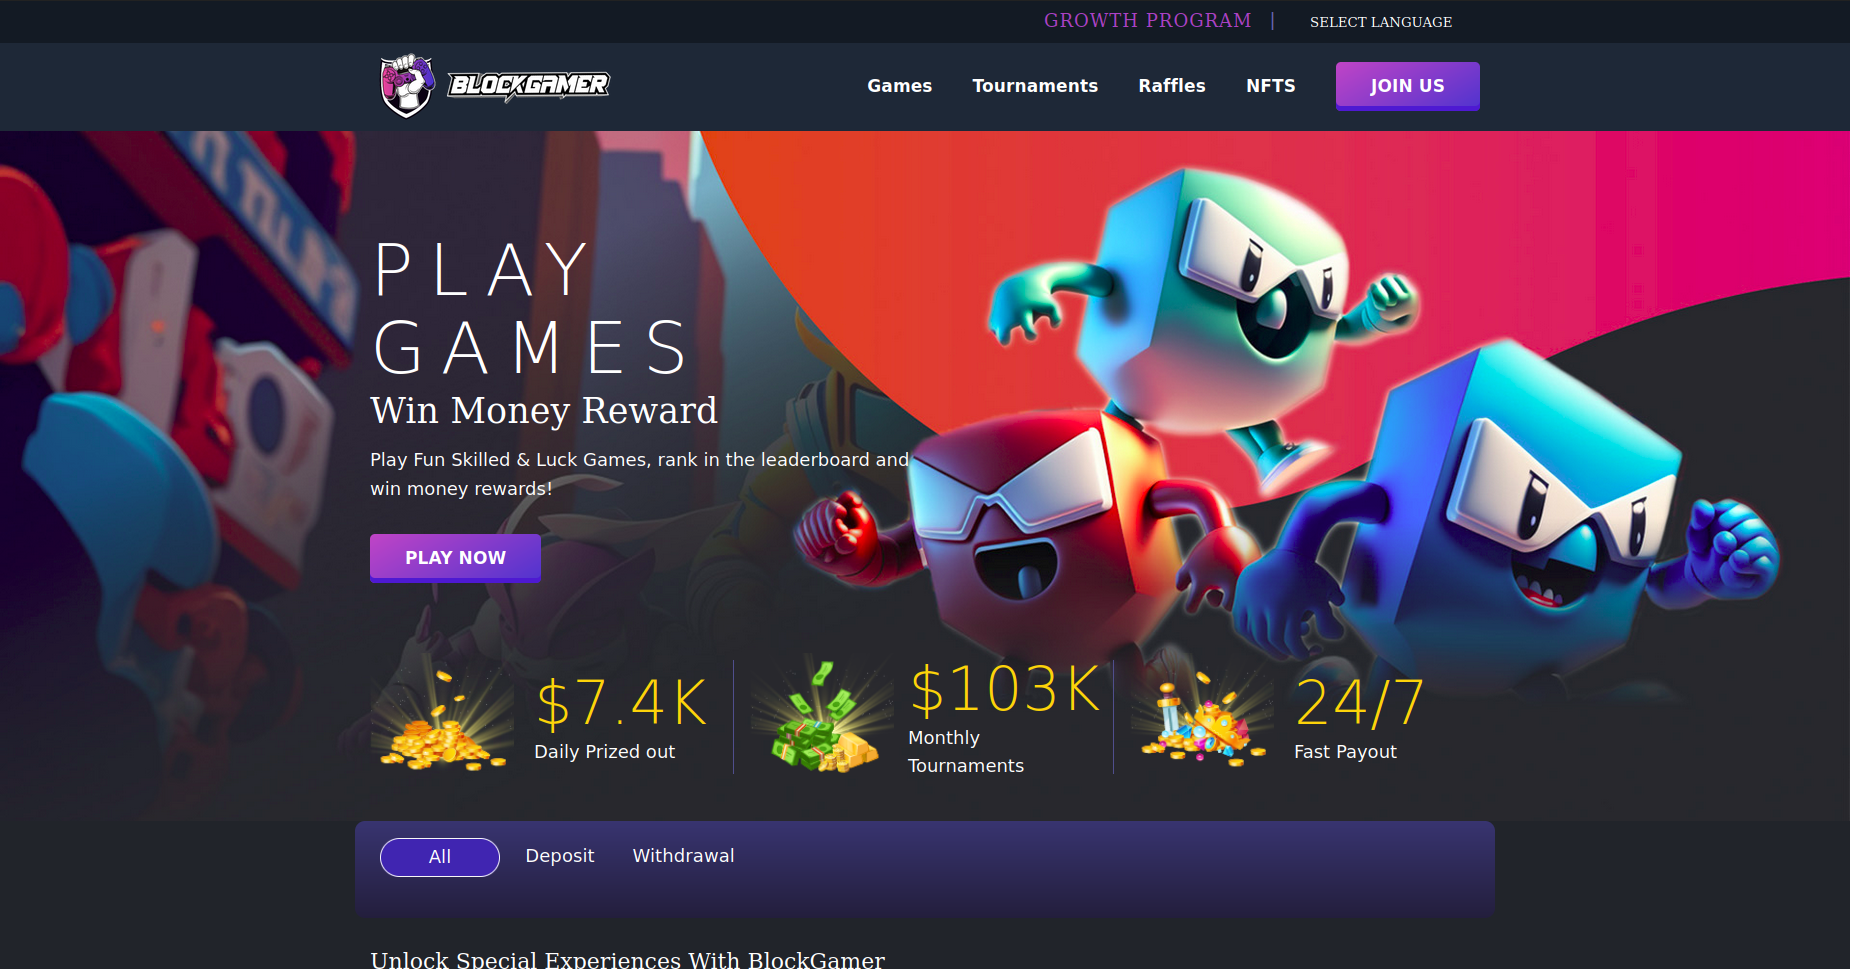 GROWTH PROGRAM |
SELECT LANGUAGE
BLOCKGAMER
Games
Tournaments
Raffles
NFTS
JOIN US
PLAY
GAMES
Win Money Reward
Play Fun Skilled & Luck Games, rank in the leaderboard and
win money rewards!
PLAY NOW
$7.4K
Daily Prized out
$103K
Monthly
Tournaments
24/7
Fast Payout
All
Deposit
Withdrawal
Unlock Special Experiences With BlockGamer